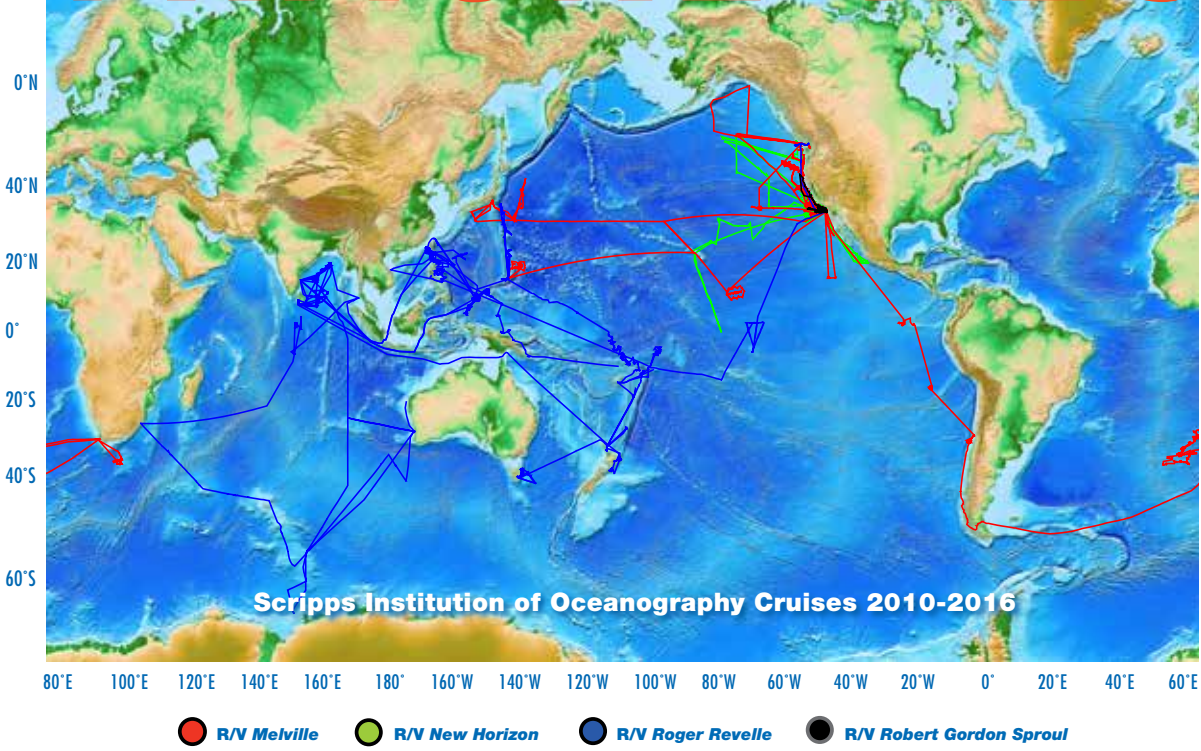 0°N
40°N
20°N
0°
20°S
40°S
60°S
Scripps Institution of Oceanography Cruises 2010-2016
80°E 100°E 120°E 140°E 160°E 180° 160°W 140°W 120°W 100°W 80°W 60°W 40°W 20°W 0° 20°E 40°E 60°E
R/V Melville R/V New Horizon R/V Roger Revelle R/V Robert Gordon Sproul